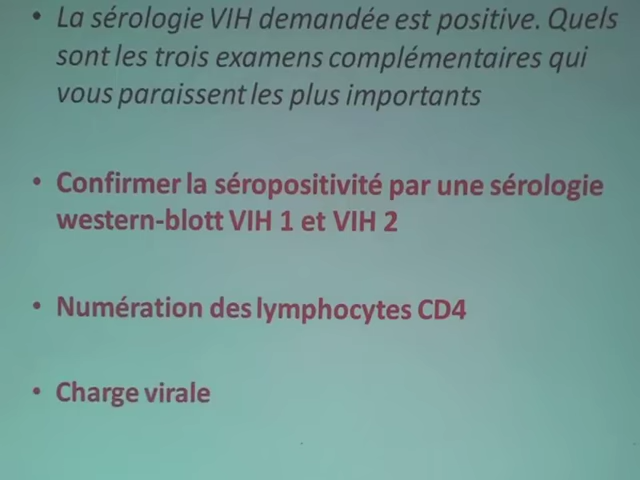 • La sérologie VIH demandée est positive. Quels
sont les trois examens complémentaires qui
vous paraissent les plus importants
• Confirmer la séropositivité par une sérologie
western-blott VIH 1 et VIH 2
• Numération des lymphocytes CD4
• Charge virale